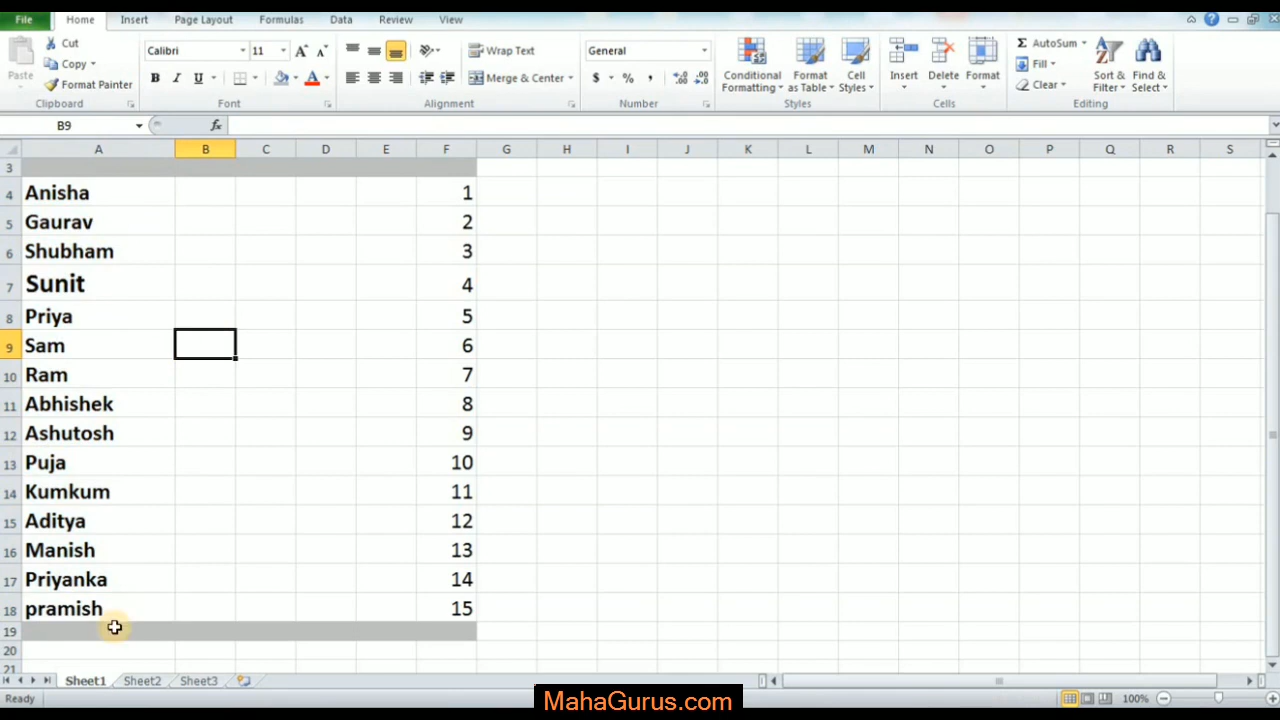 File Home Insert Page Layout Formulas Data Review View
Paste Cut Copy Format Painter Clipboard
Calibri 11 A A B I U A Font
Wrap Text Merge & Center Alignment
General $ % , Number
Conditional Formatting Format as Table Cell Styles Styles
Insert Delete Format Cells
Σ AutoSum Fill Clear Sort & Filter Find & Select Editing
B9 fx
A B C D E F G H I J K L M N O P Q R S
3
4 Anisha 1
5 Gaurav 2
6 Shubham 3
7 Sunit 4
8 Priya 5
9 Sam 6
10 Ram 7
11 Abhishek 8
12 Ashutosh 9
13 Puja 10
14 Kumkum 11
15 Aditya 12
16 Manish 13
17 Priyanka 14
18 pramish 15
19
20
21
Sheet1 Sheet2 Sheet3
Ready 100%
MahaGurus.com